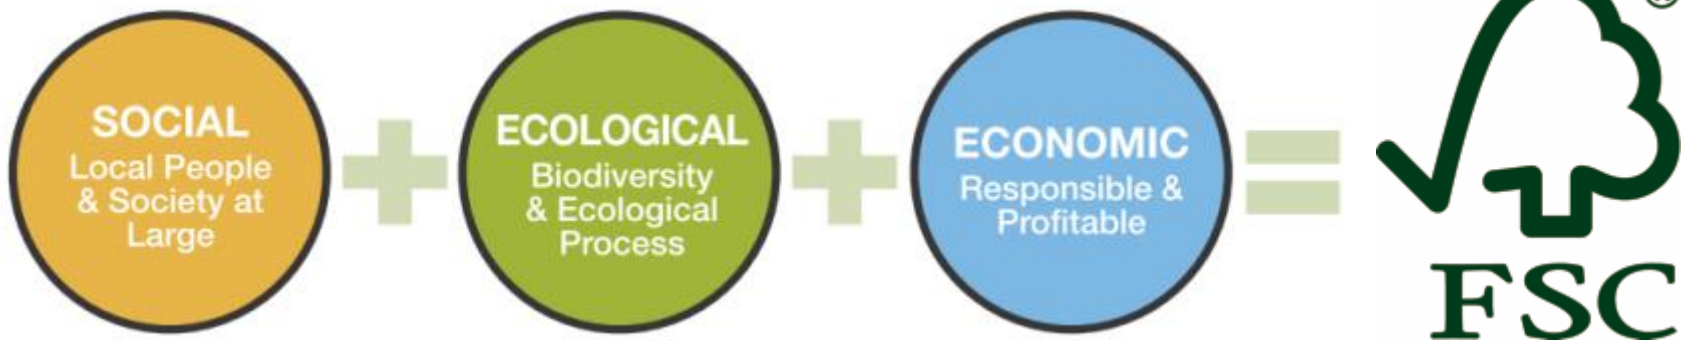 SOCIAL
Local People
& Society at
Large
ECOLOGICAL
Biodiversity
& Ecological
Process
ECONOMIC
Responsible &
Profitable
®
FSC